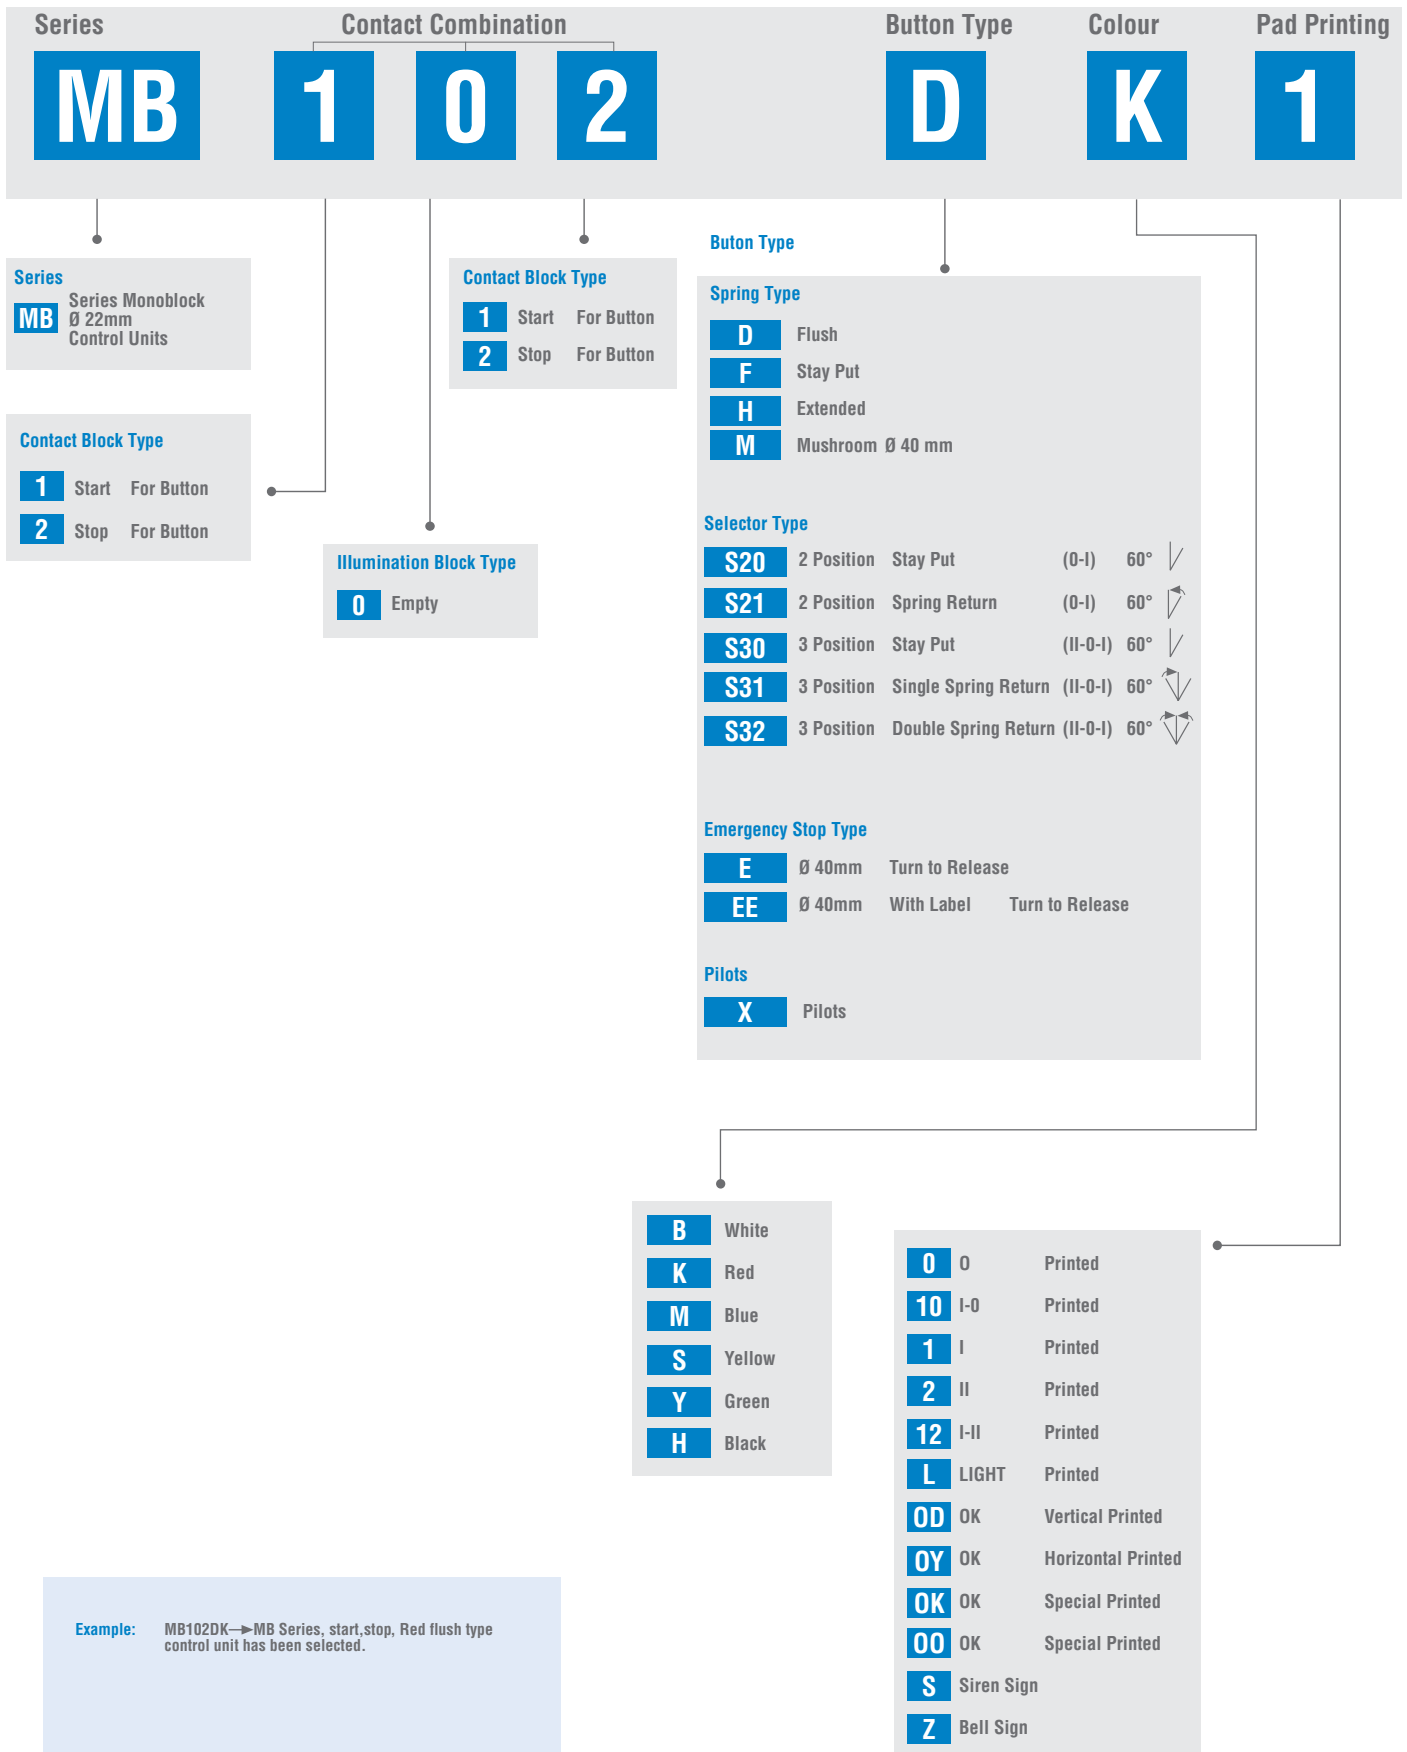 Series
Contact Combination
Button Type
Colour
Pad Printing
MB
1
0
2
D
K
1
Series
MB
Series Monoblock
Ø 22mm
Control Units
Contact Block Type
1 Start For Button
2 Stop For Button
Illumination Block Type
0 Empty
Contact Block Type
1 Start For Button
2 Stop For Button
Buton Type
Spring Type
D Flush
F Stay Put
H Extended
M Mushroom Ø 40 mm
Selector Type
S20 2 Position Stay Put (0-I) 60°
S21 2 Position Spring Return (0-I) 60°
S30 3 Position Stay Put (II-0-I) 60°
S31 3 Position Single Spring Return (II-0-I) 60°
S32 3 Position Double Spring Return (II-0-I) 60°
Emergency Stop Type
E Ø 40mm Turn to Release
EE Ø 40mm With Label Turn to Release
Pilots
X Pilots
B White
K Red
M Blue
S Yellow
Y Green
H Black
0 O Printed
10 I-0 Printed
1 I Printed
2 II Printed
12 I-II Printed
L LIGHT Printed
OD OK Vertical Printed
OY OK Horizontal Printed
OK OK Special Printed
OO OK Special Printed
S Siren Sign
Z Bell Sign
Example: MB102DK→MB Series, start,stop, Red flush type
control unit has been selected.